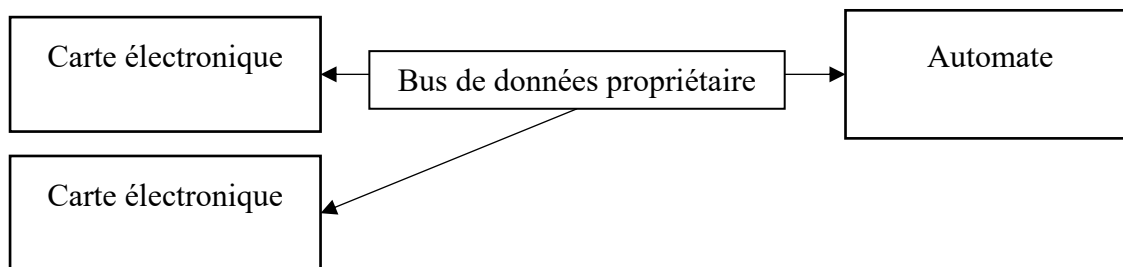 Carte électronique
Bus de données propriétaire
Automate
Carte électronique